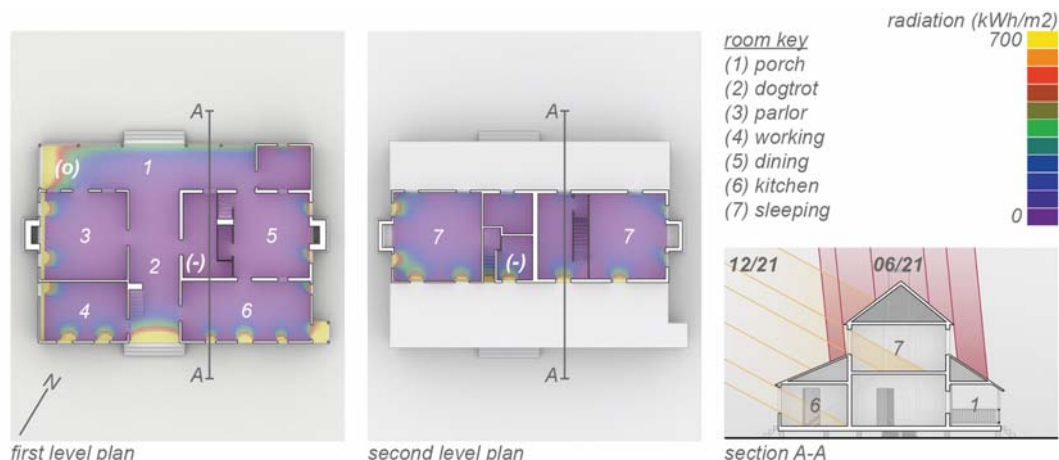 radiation (kWh/m2)
700
0
room key
(1) porch
(2) dogtrot
(3) parlor
(4) working
(5) dining
(6) kitchen
(7) sleeping
A
(o)
1
3
2
(-)
5
4
6
A
N
first level plan
A
7
(-)
7
A
second level plan
12/21
06/21
7
6
1
section A-A